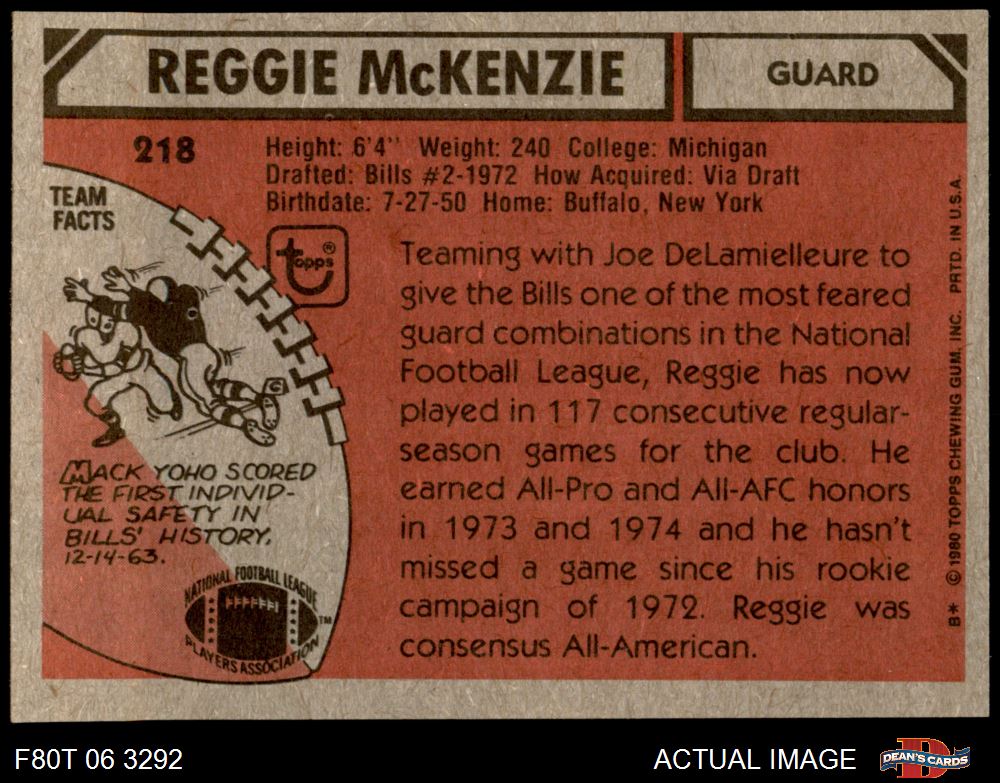 REGGIE McKENZIE
GUARD
218
Height: 6'4" Weight: 240 College: Michigan
Drafted: Bills #2-1972 How Acquired: Via Draft
Birthdate: 7-27-50 Home: Buffalo, New York
TEAM
FACTS
topps®
Teaming with Joe DeLamielleure to
give the Bills one of the most feared
guard combinations in the National
Football League, Reggie has now
played in 117 consecutive regular-
season games for the club. He
earned All-Pro and All-AFC honors
in 1973 and 1974 and he hasn't
missed a game since his rookie
campaign of 1972. Reggie was
consensus All-American.
C
MACK YOHO SCORED
THE FIRST INDIVID-
UAL SAFETY IN
BILLS' HISTORY,
12-14-63.
NATIONAL FOOTBALL LEAGUE
PLAYERS ASSOCIATION
TM
B* © 1980 TOPPS CHEWING GUM, INC. PRTD. IN U.S.A.
F80T 06 3292
ACTUAL IMAGE
DEAN'S CARDS